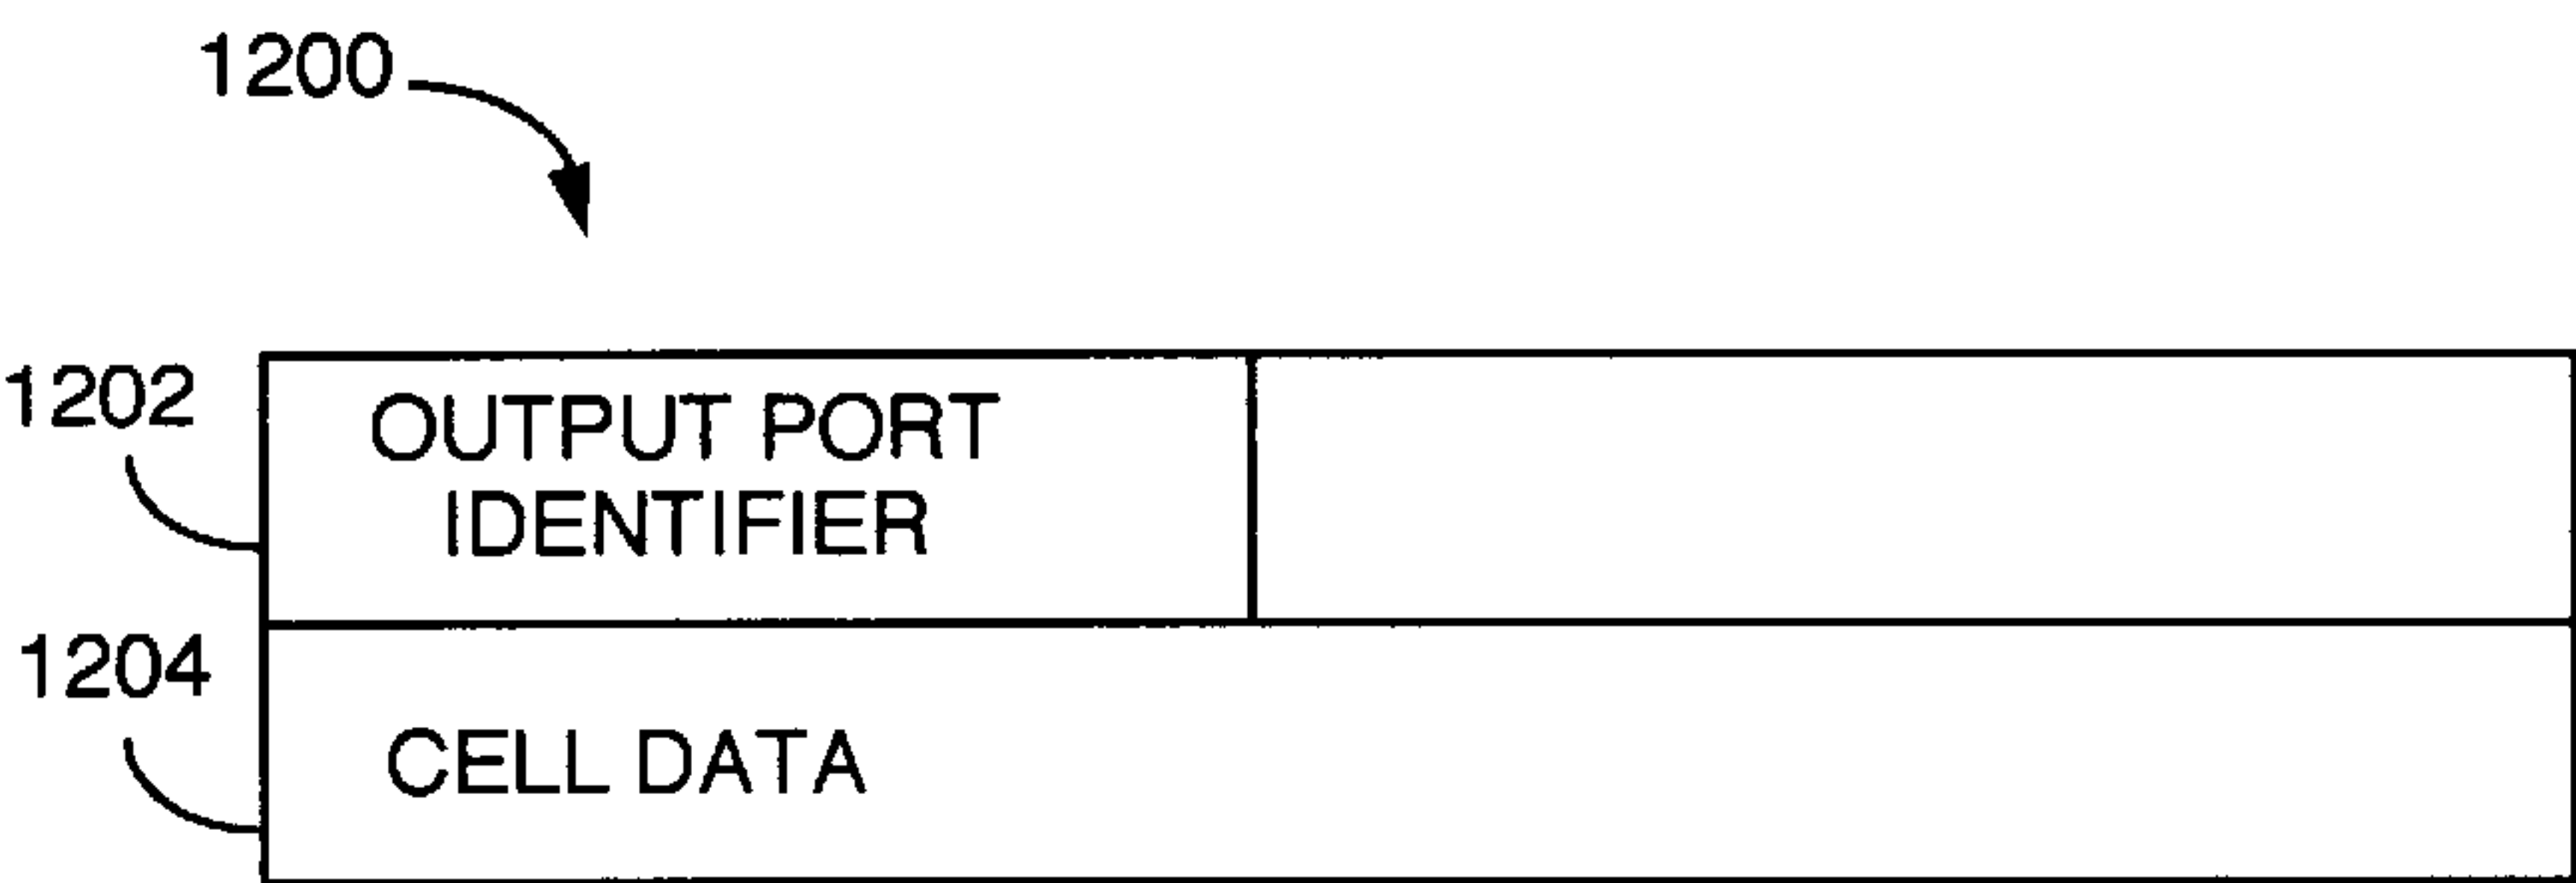 1200
1202
OUTPUT PORT
IDENTIFIER
1204
CELL DATA